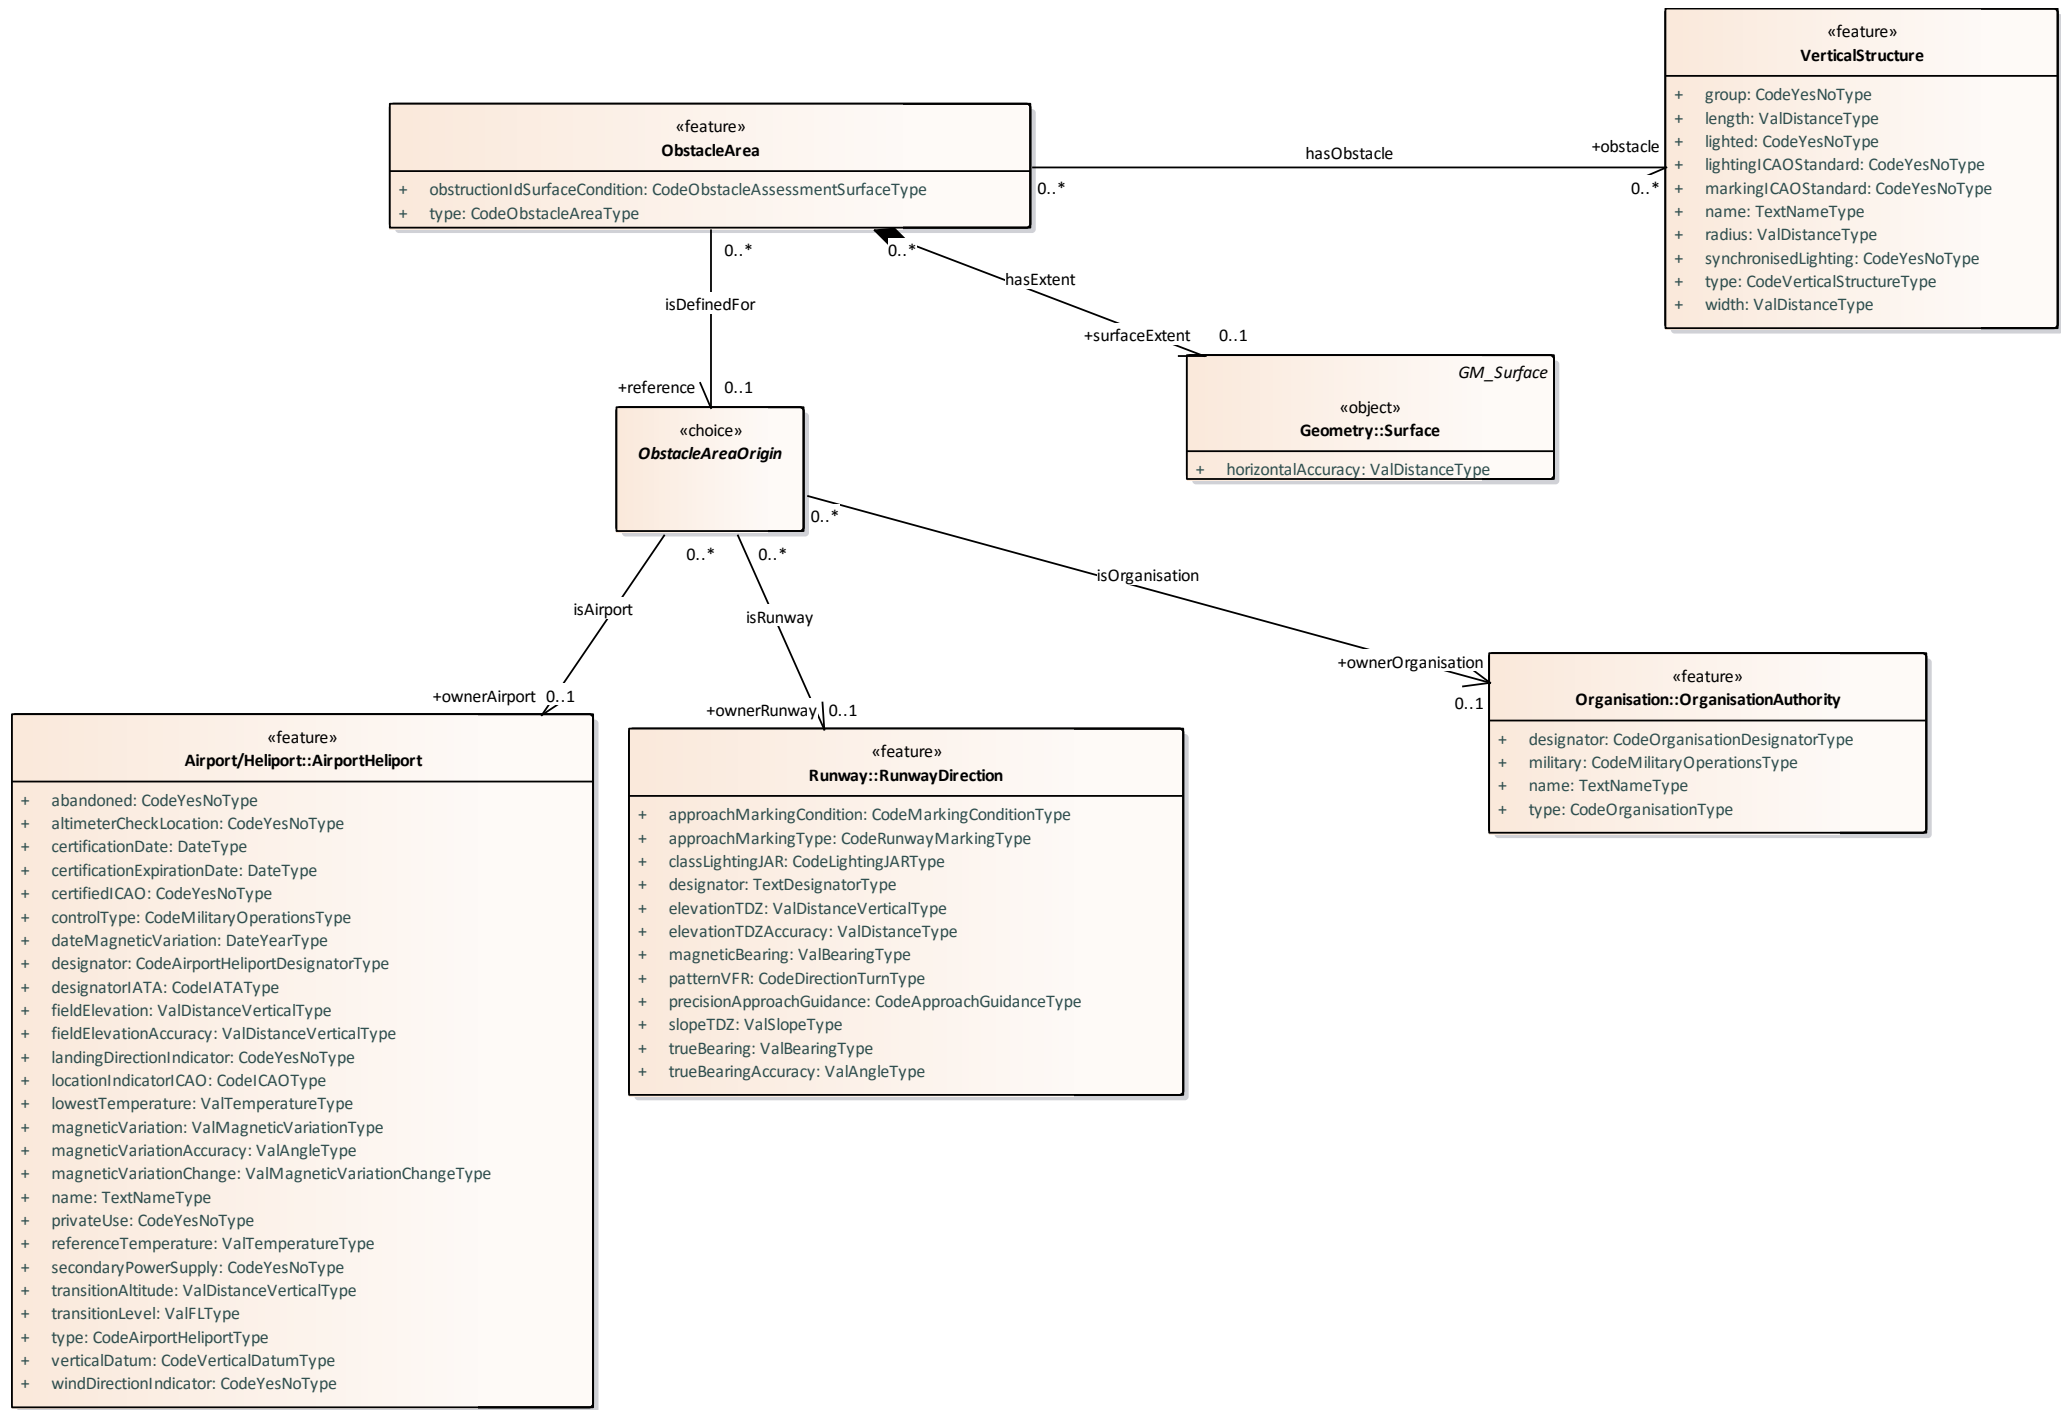 «feature»
VerticalStructure
+ group: CodeYesNoType
+ length: ValDistanceType
+ lighted: CodeYesNoType
+ lightingICAOStandard: CodeYesNoType
+ markingICAOStandard: CodeYesNoType
+ name: TextNameType
+ radius: ValDistanceType
+ synchronisedLighting: CodeYesNoType
+ type: CodeVerticalStructureType
+ width: ValDistanceType
«feature»
ObstacleArea
+ obstructionIdSurfaceCondition: CodeObstacleAssessmentSurfaceType
+ type: CodeObstacleAreaType
hasObstacle
+obstacle
0..*
0..*
0..*
isDefinedFor
+reference
0..1
0..*
hasExtent
+surfaceExtent
0..1
GM_Surface
«object»
Geometry::Surface
+ horizontalAccuracy: ValDistanceType
«choice»
ObstacleAreaOrigin
0..*
0..*
0..*
isAirport
isRunway
isOrganisation
+ownerAirport
0..1
+ownerRunway
0..1
+ownerOrganisation
0..1
«feature»
Organisation::OrganisationAuthority
+ designator: CodeOrganisationDesignatorType
+ military: CodeMilitaryOperationsType
+ name: TextNameType
+ type: CodeOrganisationType
«feature»
Airport/Heliport::AirportHeliport
+ abandoned: CodeYesNoType
+ altimeterCheckLocation: CodeYesNoType
+ certificationDate: DateType
+ certificationExpirationDate: DateType
+ certifiedICAO: CodeYesNoType
+ controlType: CodeMilitaryOperationsType
+ dateMagneticVariation: DateYearType
+ designator: CodeAirportHeliportDesignatorType
+ designatorIATA: CodeIATAType
+ fieldElevation: ValDistanceVerticalType
+ fieldElevationAccuracy: ValDistanceVerticalType
+ landingDirectionIndicator: CodeYesNoType
+ locationIndicatorICAO: CodeICAOType
+ lowestTemperature: ValTemperatureType
+ magneticVariation: ValMagneticVariationType
+ magneticVariationAccuracy: ValAngleType
+ magneticVariationChange: ValMagneticVariationChangeType
+ name: TextNameType
+ privateUse: CodeYesNoType
+ referenceTemperature: ValTemperatureType
+ secondaryPowerSupply: CodeYesNoType
+ transitionAltitude: ValDistanceVerticalType
+ transitionLevel: ValFLType
+ type: CodeAirportHeliportType
+ verticalDatum: CodeVerticalDatumType
+ windDirectionIndicator: CodeYesNoType
«feature»
Runway::RunwayDirection
+ approachMarkingCondition: CodeMarkingConditionType
+ approachMarkingType: CodeRunwayMarkingType
+ classLightingJAR: CodeLightingJARType
+ designator: TextDesignatorType
+ elevationTDZ: ValDistanceVerticalType
+ elevationTDZAccuracy: ValDistanceType
+ magneticBearing: ValBearingType
+ patternVFR: CodeDirectionTurnType
+ precisionApproachGuidance: CodeApproachGuidanceType
+ slopeTDZ: ValSlopeType
+ trueBearing: ValBearingType
+ trueBearingAccuracy: ValAngleType